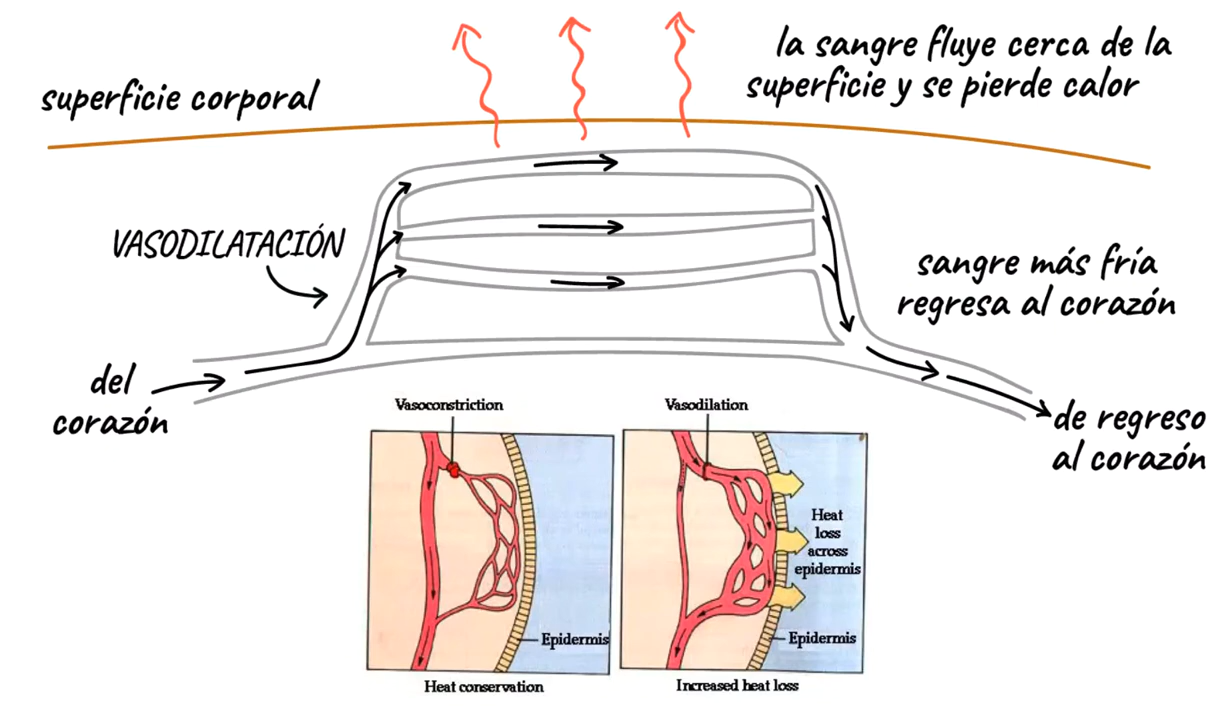 la sangre fluye cerca de la
superficie y se pierde calor
superficie corporal
VASODILATACIÓN
sangre más fría
regresa al corazón
del
corazón
de regreso
al corazón
Vasoconstriction
Epidermis
Heat conservation
Vasodilation
Heat
loss
across
epidermis
Epidermis
Increased heat loss